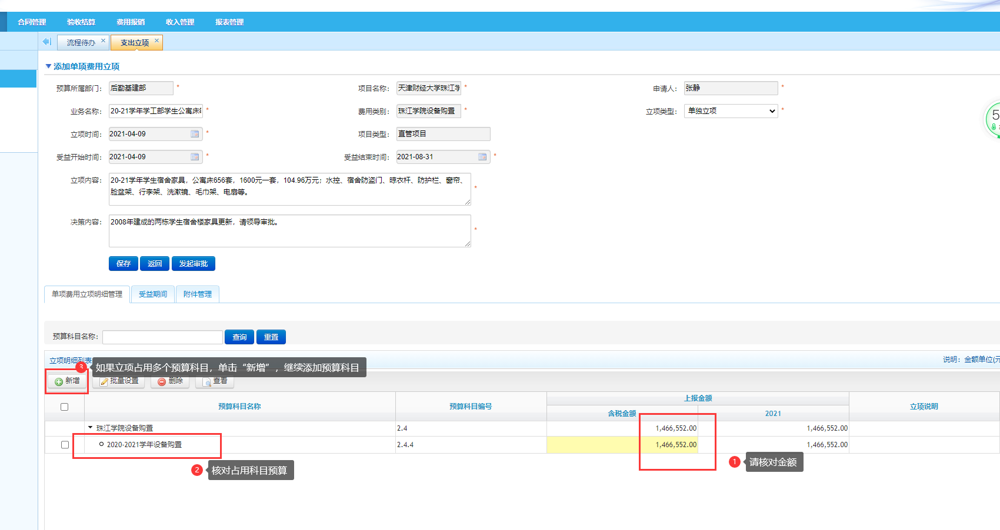 合同管理 验收结算 费用报销 收入管理 报表管理
流程待办 × 支出立项 ×
添加单项费用立项
预算所属部门： 后勤基建部 * 项目名称： 天津财经大学珠江学 * 申请人： 张静 *
业务名称： 20-21学年学工部学生公寓床 * 费用类别： 珠江学院设备购置 * 立项类型： 单独立项 *
立项时间： 2021-04-09 * 项目类型： 直管项目
受益开始时间： 2021-04-09 * 受益结束时间： 2021-08-31 *
立项内容： 20-21学年学生宿舍家具，公寓床656套，1600元一套，104.96万元；水控、宿舍防盗门、晾衣杆、防护栏、窗帘、
脸盆架、行李架、洗漱镜、毛巾架、电扇等。 *
决策内容： 2008年建成的两栋学生宿舍楼家具更新，请领导审批。 *
保存 返回 发起审批
单项费用立项明细管理 受益期间 附件管理
预算科目名称： 查询 重置
立项明细列表 说明：金额单位(元
3 如果立项占用多个预算科目，单击“新增”，继续添加预算科目
新增 批量设置 删除 查看
预算科目名称 预算科目编号 上报金额 立项说明
含税金额 2021
珠江学院设备购置 2.4 1,466,552.00 1,466,552.00
2020-2021学年设备购置 2.4.4 1,466,552.00 1,466,552.00
1 请核对金额
2 核对占用科目预算
5